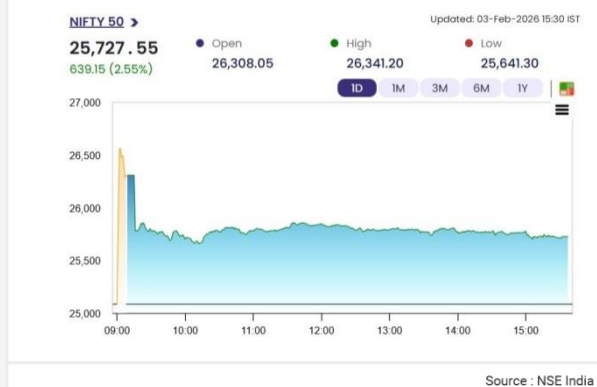 NIFTY 50 >
Updated: 03-Feb-2026 15:30 IST
25,727.55
639.15 (2.55%)
Open
High
Low
26,308.05
26,341.20
25,641.30
1D 1M 3M 6M 1Y
27,000
26,500
26,000
25,500
25,000
09:00 10:00 11:00 12:00 13:00 14:00 15:00
Source : NSE India